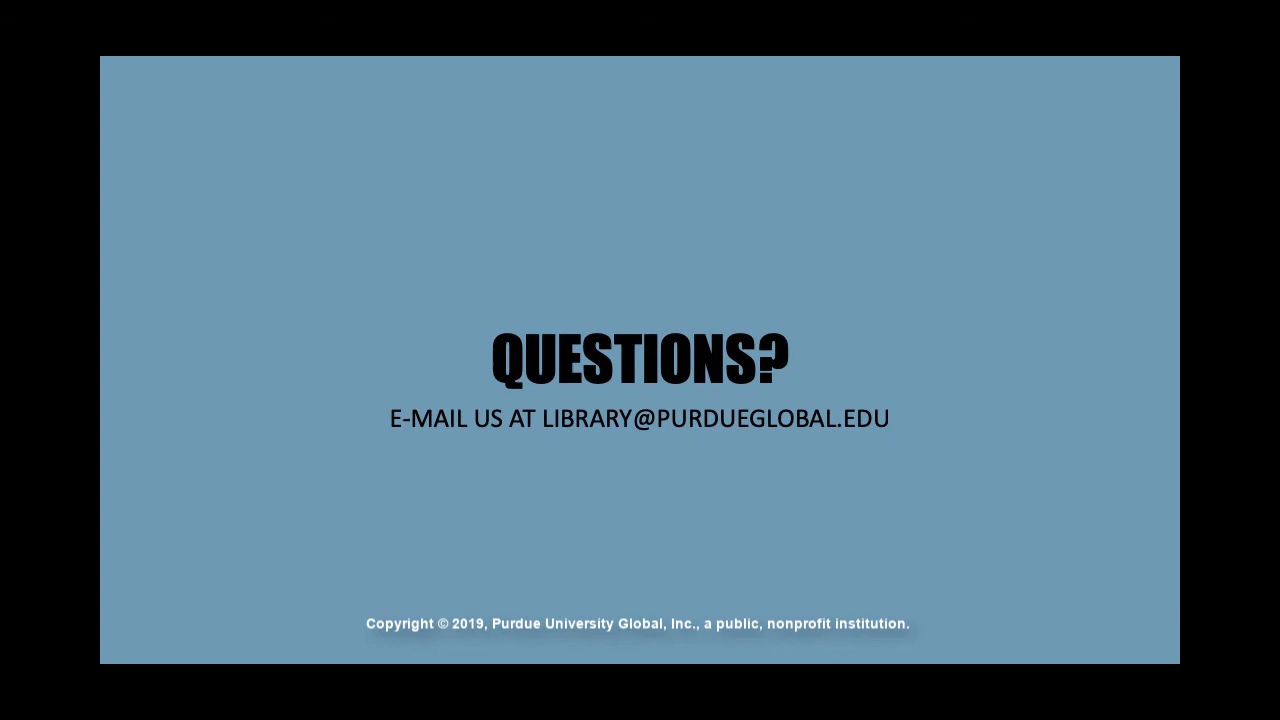 QUESTIONS?
E-MAIL US AT LIBRARY@PURDUEGLOBAL.EDU
Copyright © 2019, Purdue University Global, Inc., a public, nonprofit institution.